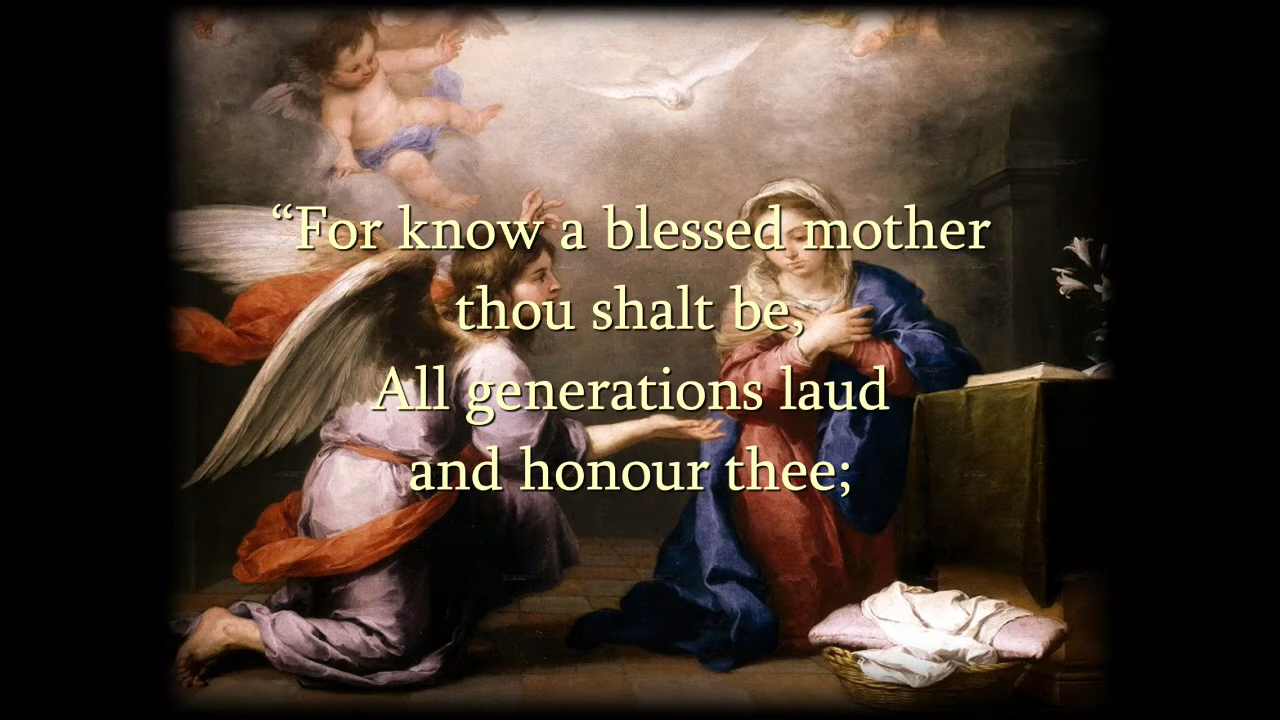 “For know a blessed mother
thou shalt be,
All generations laud
and honour thee;